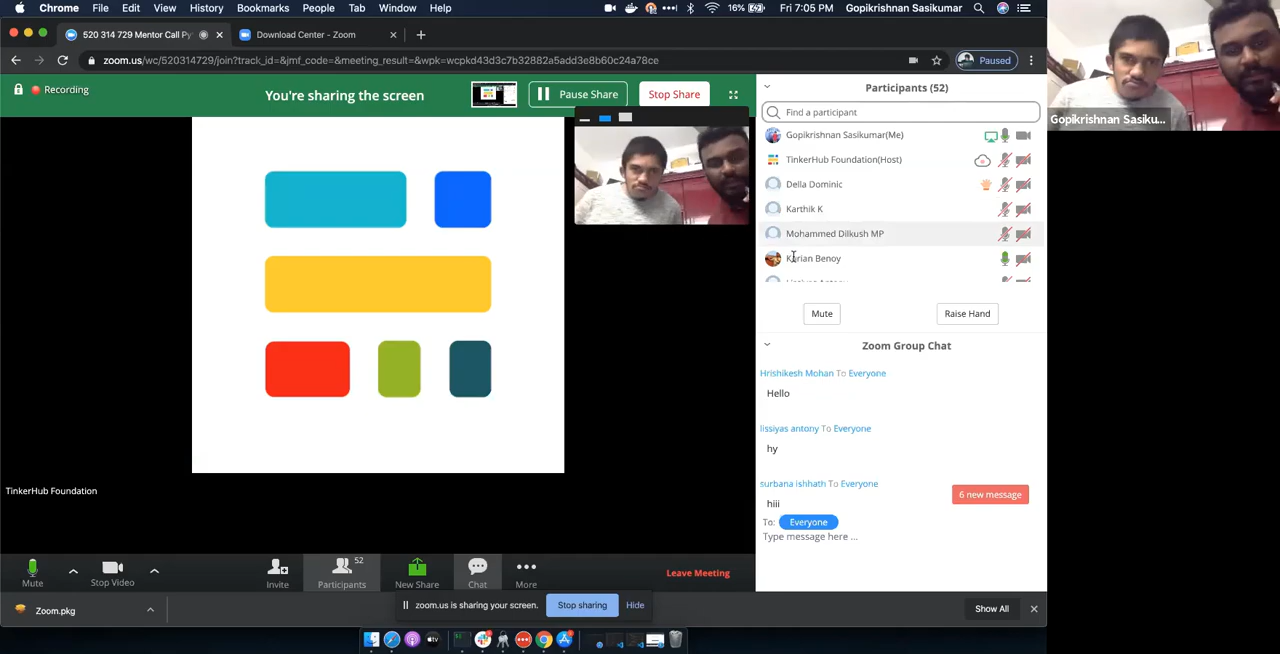 Chrome File Edit View History Bookmarks People Tab Window Help 16% Fri 7:05 PM Gopikrishnan Sasikumar
520 314 729 Mentor Call Py
Download Center - Zoom
zoom.us/wc/520314729/join?track_id=&jmf_code=&meeting_result=&wpk=wcpkd43d3c7b32882a5add3e8b60c24a78ce
Paused
Recording
You're sharing the screen
Pause Share
Stop Share
Participants (52)
Find a participant
Gopikrishnan Sasikumar(Me)
TinkerHub Foundation(Host)
Della Dominic
Karthik K
Mohammed Dilkush MP
Kurian Benoy
Mute
Raise Hand
Zoom Group Chat
Hrishikesh Mohan To Everyone
Hello
lissiyas antony To Everyone
hy
surbana ishhath To Everyone
hiii
6 new message
To: Everyone
Type message here ...
Gopikrishnan Sasiku...
TinkerHub Foundation
Mute
Stop Video
Invite
52
Participants
New Share
Chat
More
Leave Meeting
zoom.us is sharing your screen.
Stop sharing
Hide
Zoom.pkg
Show All